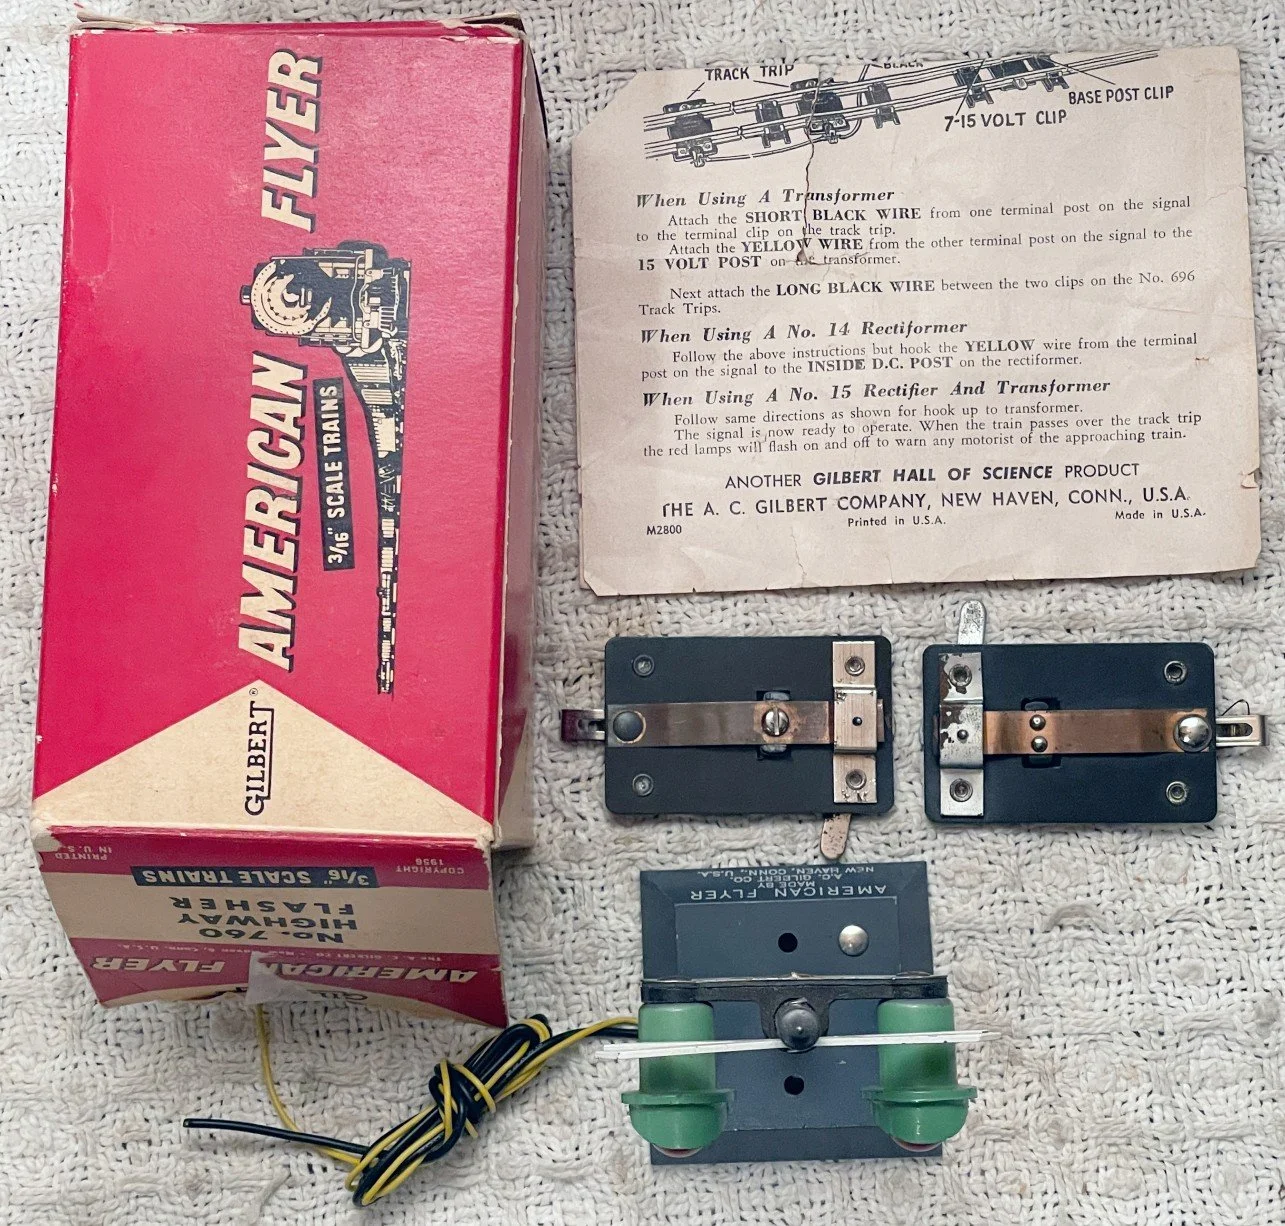 AMERICAN FLYER
3/16" SCALE TRAINS
GILBERT®
PRINTED
IN U.S.
COPYRIGHT
1956
3/16" SCALE TRAINS
No. 760
HIGHWAY
FLASHER
AMERICAN FLYER
TRACK TRIP
BLACK
BASE POST CLIP
7-15 VOLT CLIP
When Using A Transformer
Attach the SHORT BLACK WIRE from one terminal post on the signal
to the terminal clip on the track trip.
Attach the YELLOW WIRE from the other terminal post on the signal to the
15 VOLT POST on the transformer.
Next attach the LONG BLACK WIRE between the two clips on the No. 696
Track Trips.
When Using A No. 14 Rectiformer
Follow the above instructions but hook the YELLOW wire from the terminal
post on the signal to the INSIDE D.C. POST on the rectiformer.
When Using A No. 15 Rectifier And Transformer
Follow same directions as shown for hook up to transformer.
The signal is now ready to operate. When the train passes over the track trip
the red lamps will flash on and off to warn any motorist of the approaching train.
ANOTHER GILBERT HALL OF SCIENCE PRODUCT
THE A. C. GILBERT COMPANY, NEW HAVEN, CONN., U.S.A.
M2800
Printed in U.S.A.
Made in U.S.A.
AMERICAN FLYER
MADE BY
A.C. GILBERT CO.
NEW HAVEN, CONN., U.S.A.